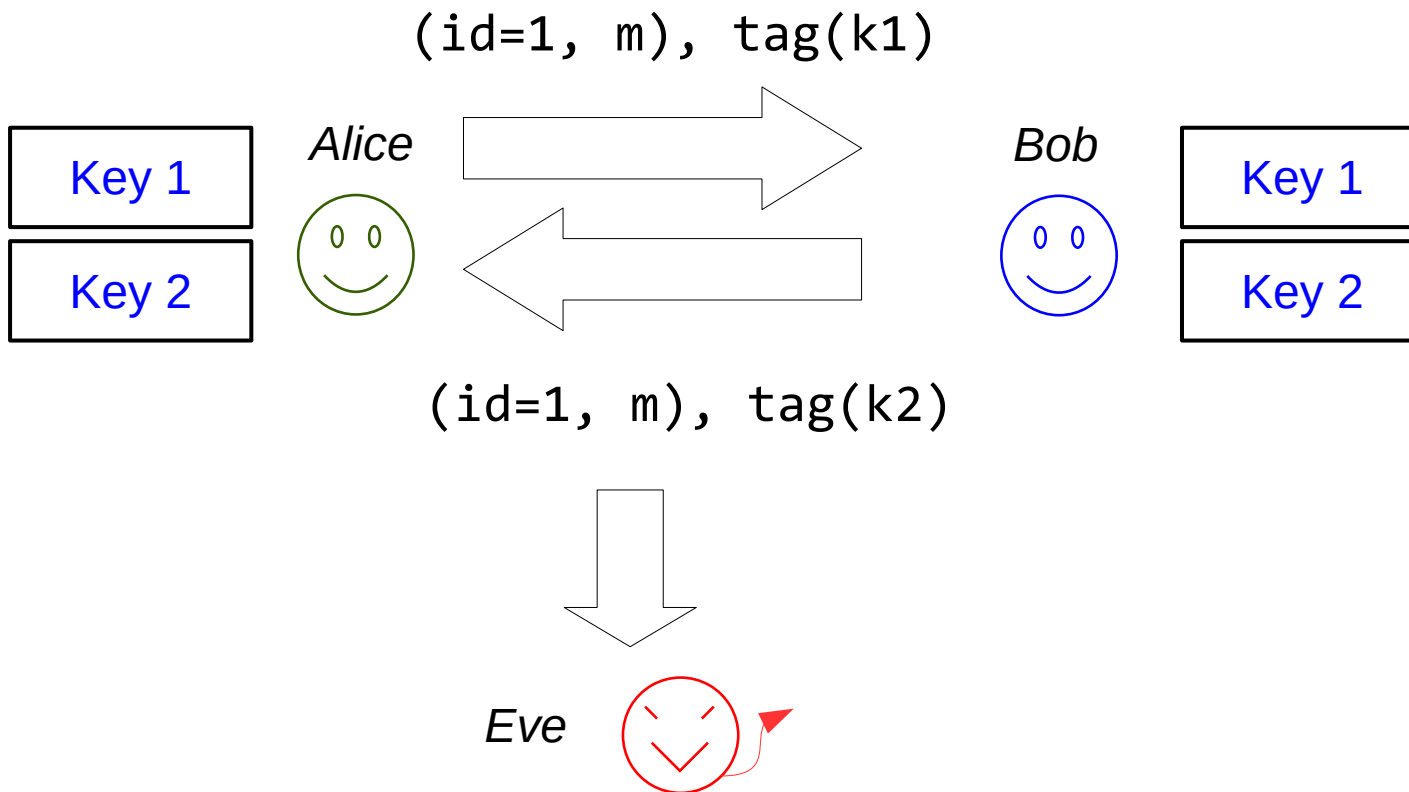 (id=1, m), tag(k1)
Alice
Bob
Key 1
Key 1
Key 2
Key 2
(id=1, m), tag(k2)
Eve